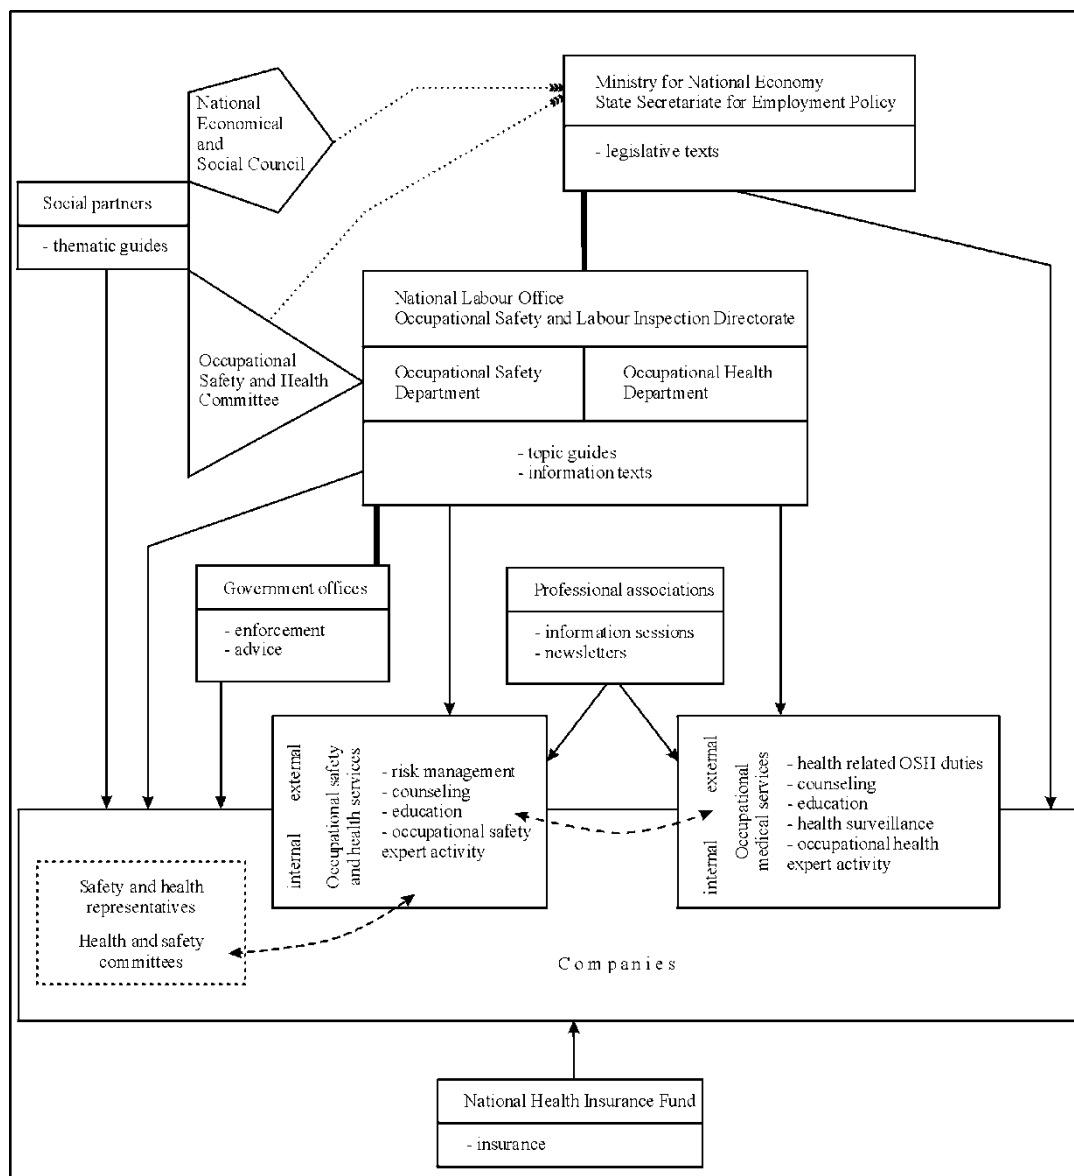 National
Economical
and
Social Council
Ministry for National Economy
State Secretariate for Employment Policy
- legislative texts
Social partners
- thematic guides
National Labour Office
Occupational Safety and Labour Inspection Directorate
Occupational
Safety and Health
Committee
Occupational Safety
Department
Occupational Health
Department
- topic guides
- information texts
Government offices
- enforcement
- advice
Professional associations
- information sessions
- newsletters
internal external
Occupational safety
and health services
- risk management
- counseling
- education
- occupational safety
expert activity
internal external
Occupational
medical services
- health related OSH duties
- counseling
- education
- health surveillance
- occupational health
expert activity
Safety and health
representatives
Health and safety
committees
Companies
National Health Insurance Fund
- insurance